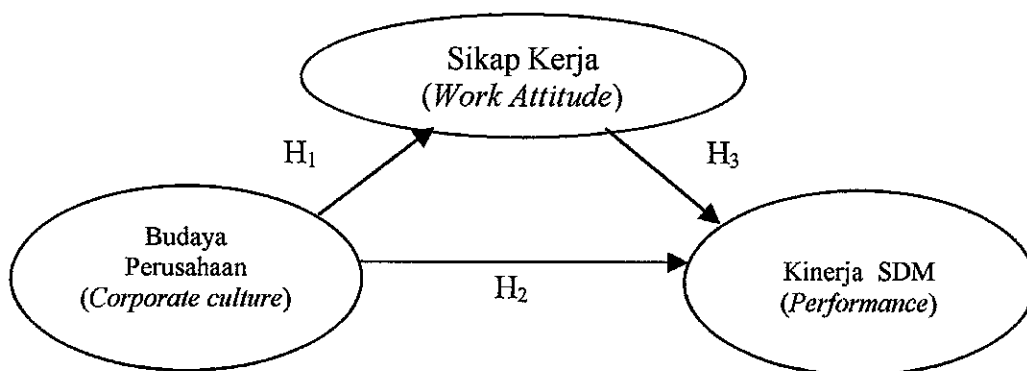 Sikap Kerja
(Work Attitude)
H₁
H₃
Budaya
Perusahaan
(Corporate culture)
H₂
Kinerja SDM
(Performance)